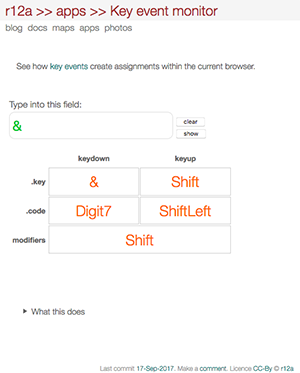 r12a >> apps >> Key event monitor
blog docs maps apps photos
See how key events create assignments within the current browser.
Type into this field:
&
clear
show
keydown keyup
.key & Shift
.code Digit7 ShiftLeft
modifiers Shift
▸ What this does
Last commit 17-Sep-2017. Make a comment. Licence CC-By © r12a